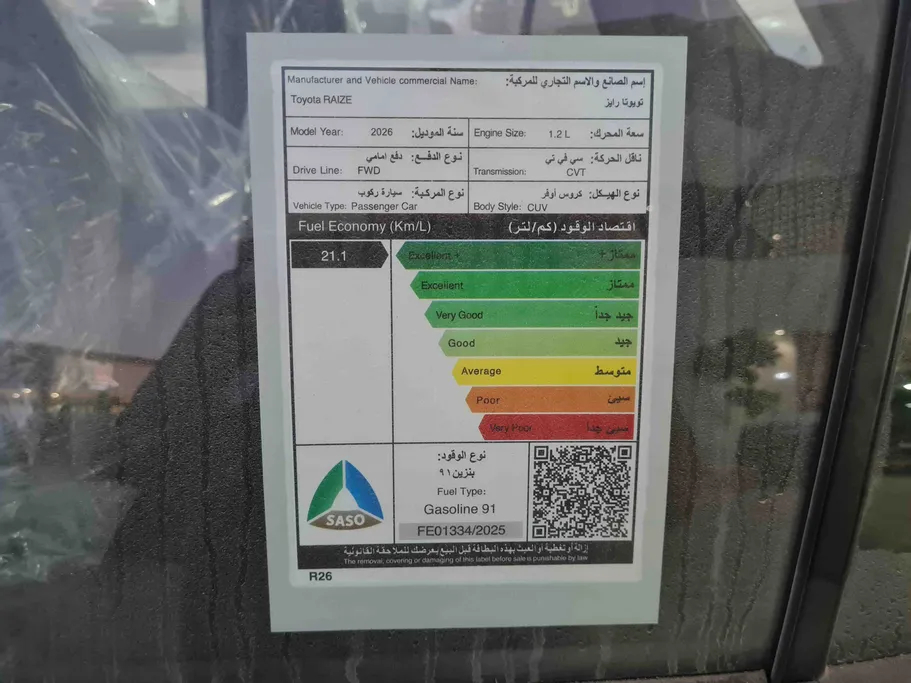 Manufacturer and Vehicle commercial Name: إسم الصانع والاسم التجاري للمركبة:
Toyota RAIZE تويوتا رايز
Model Year: 2026 سنة الموديل:
Engine Size: 1.2 L سعة المحرك:
نوع الدفـع: دفع امامي
Drive Line: FWD
ناقل الحركة: سي في تي
Transmission: CVT
نوع المركبة: سيارة ركوب
Vehicle Type: Passenger Car
نوع الهيكل: كروس أوفر
Body Style: CUV
Fuel Economy (Km/L) اقتصاد الوقود (كم/لتر)
21.1
Excellent + ممتاز +
Excellent ممتاز
Very Good جيد جداً
Good جيد
Average متوسط
Poor سيئ
Very Poor سيئ جداً
SASO
نوع الوقود:
بنزين ٩١
Fuel Type:
Gasoline 91
FE01334/2025
إزالة أو تغطية أو العبث بهذه البطاقة قبل البيع يعرضك للملاحقة القانونية
The removal, covering or damaging of this label before sale is punishable by law
R26